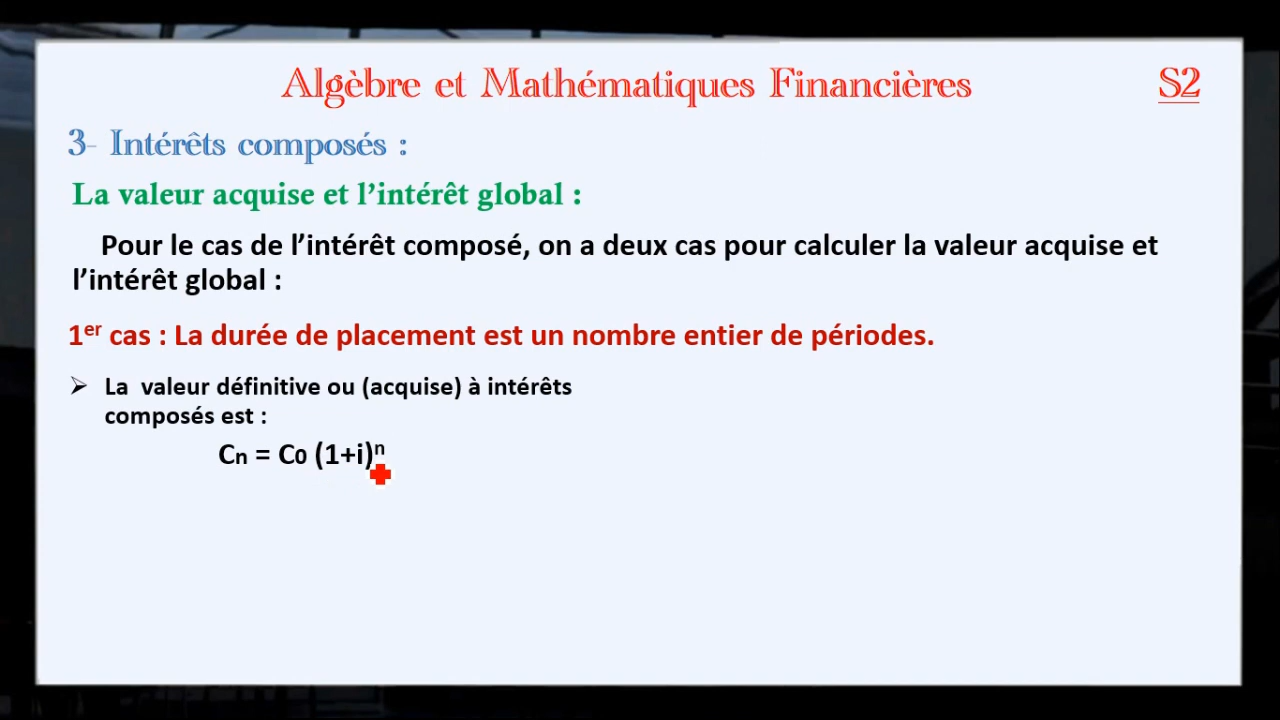 Algèbre et Mathématiques Financières S2
3- Intérêts composés :
La valeur acquise et l’intérêt global :
Pour le cas de l’intérêt composé, on a deux cas pour calculer la valeur acquise et
l’intérêt global :
1er cas : La durée de placement est un nombre entier de périodes.
➢ La valeur définitive ou (acquise) à intérêts
composés est :
Cn = C0 (1+i)ⁿ